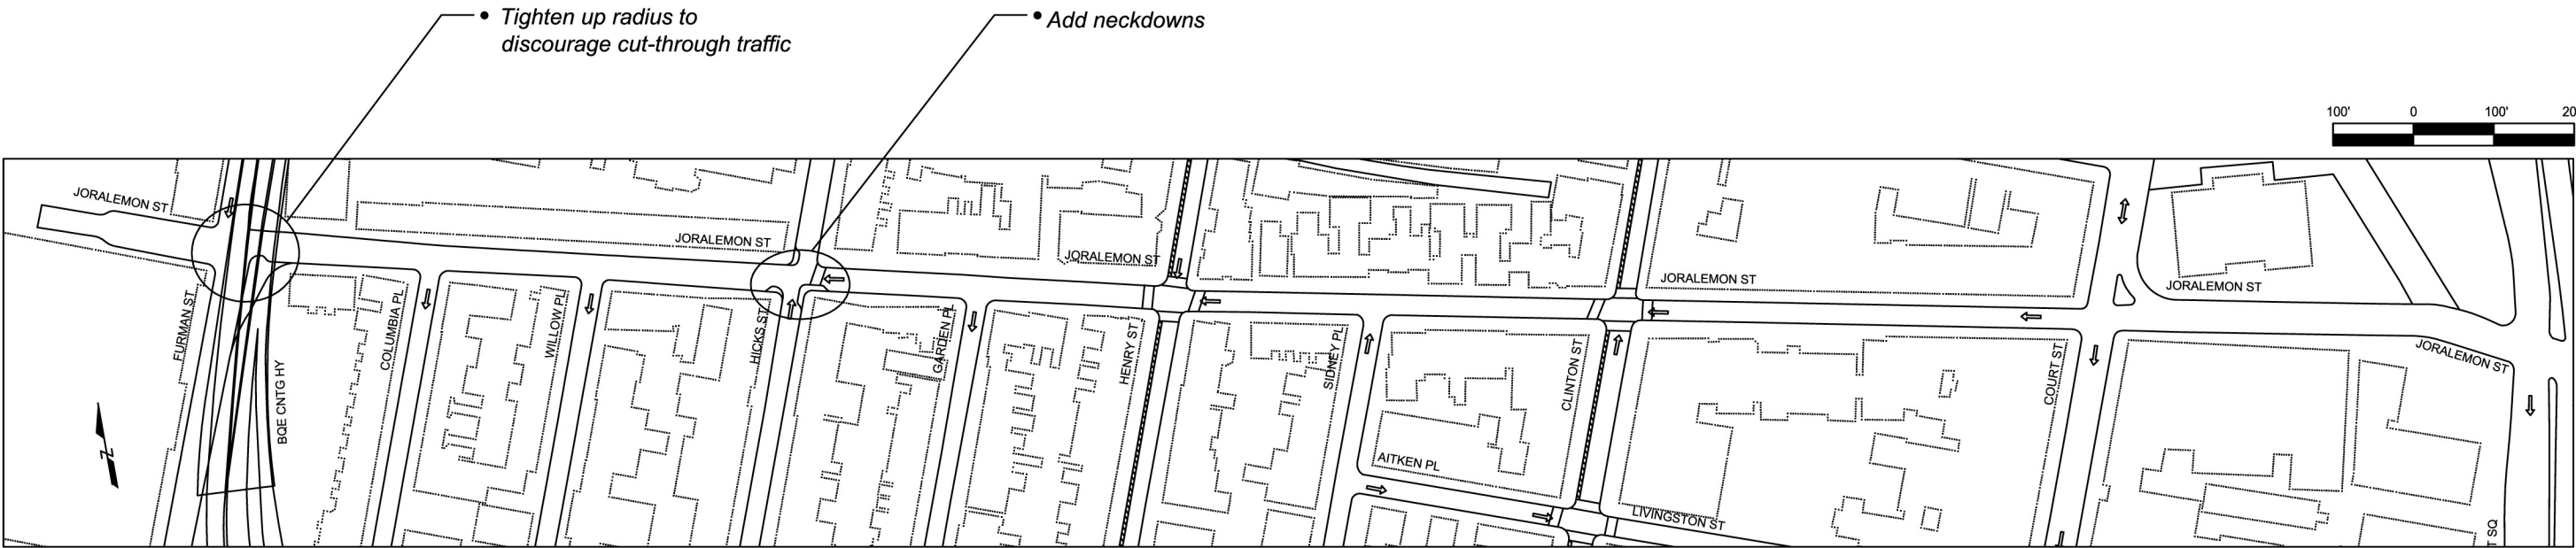 • Tighten up radius to
discourage cut-through traffic
• Add neckdowns
100' 0 100' 20
JORALEMON ST
JORALEMON ST
JORALEMON ST
JORALEMON ST
JORALEMON ST
JORALEMON ST
FURMAN ST
BQE CNTG HY
COLUMBIA PL
WILLOW PL
HICKS ST
GARDEN PL
HENRY ST
SIDNEY PL
CLINTON ST
COURT ST
AITKEN PL
LIVINGSTON ST
T SQ
N